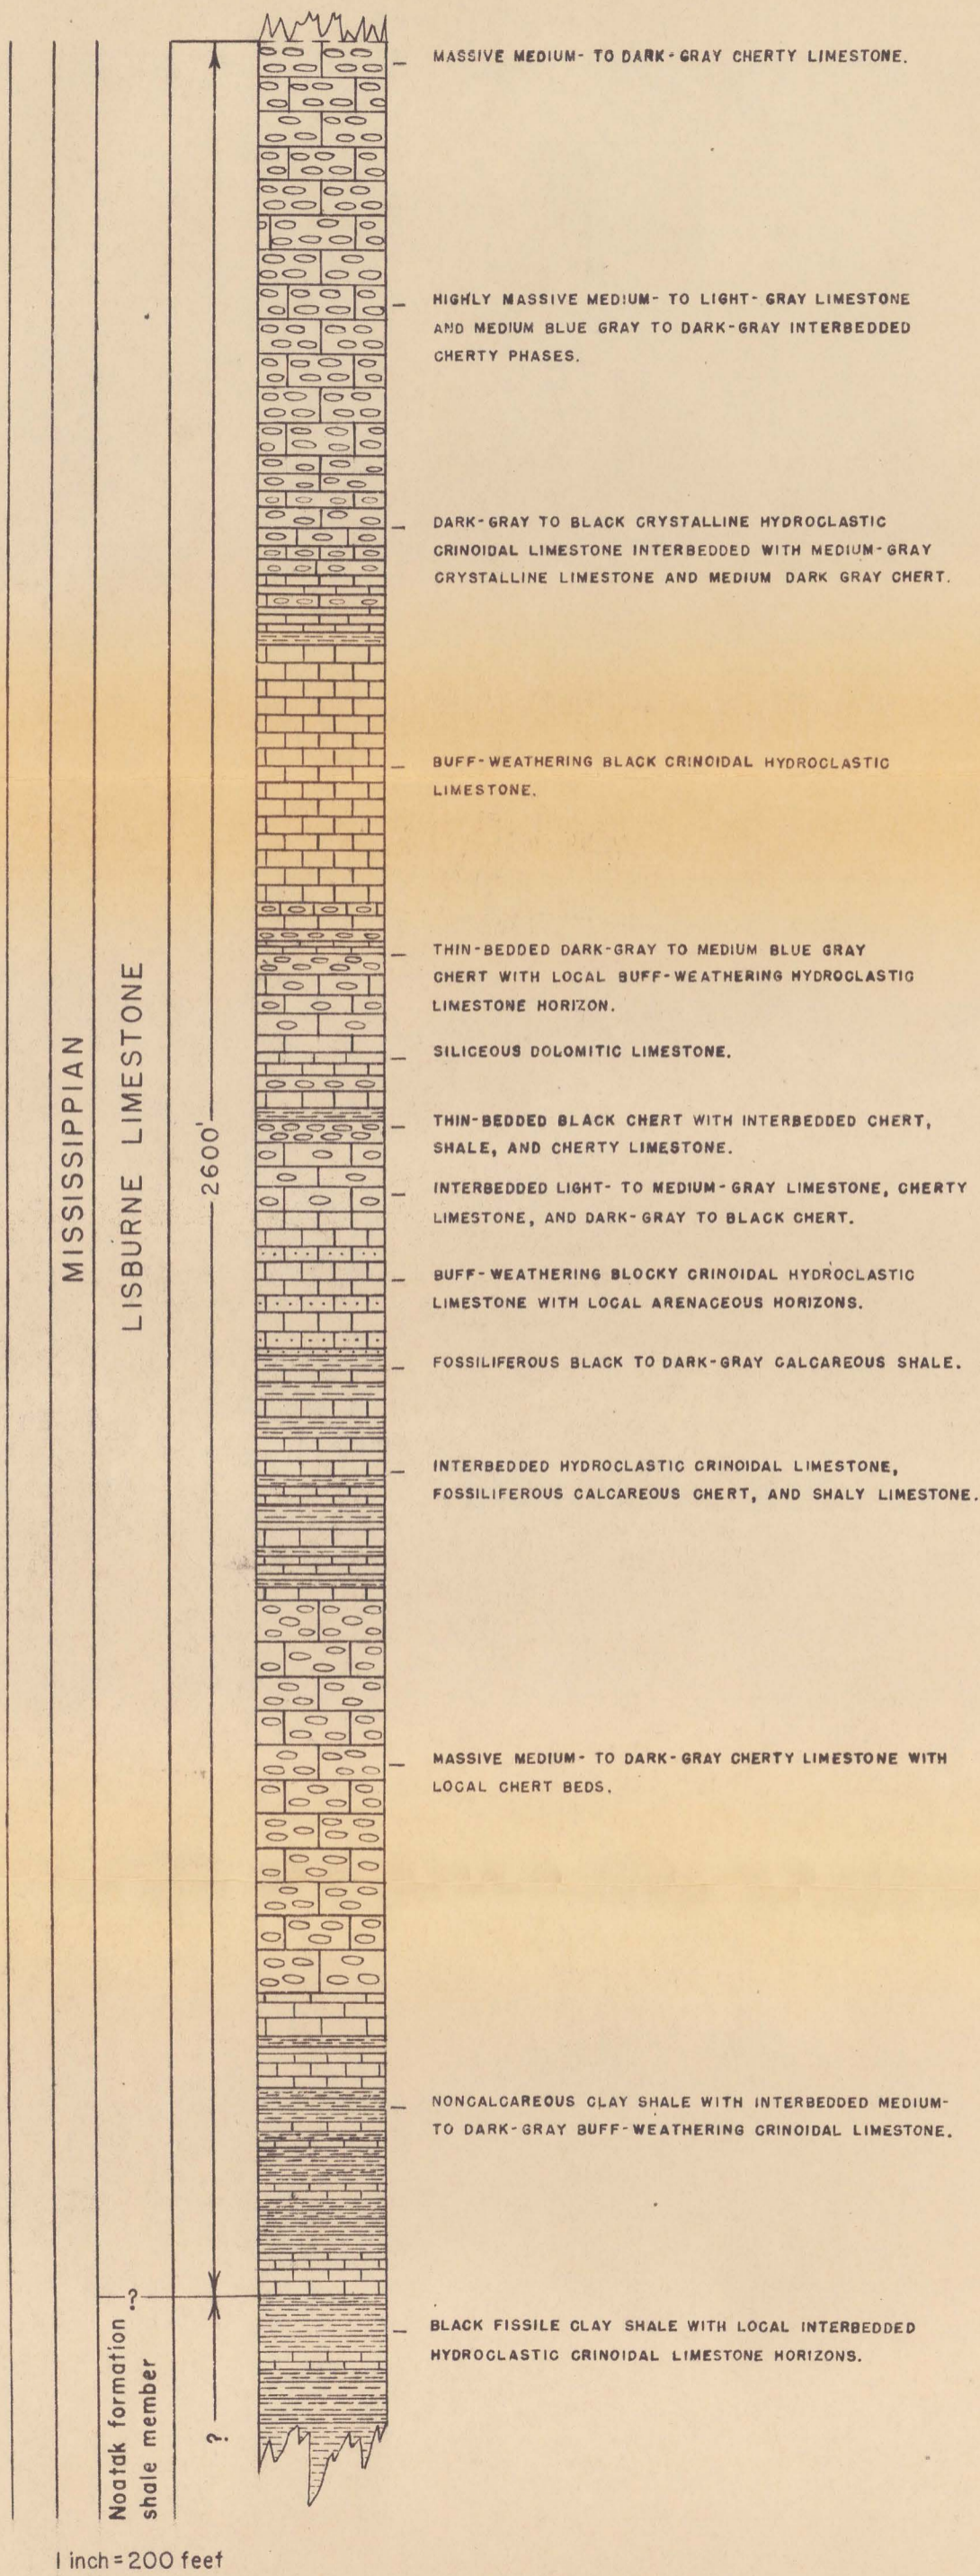 MASSIVE MEDIUM- TO DARK-GRAY CHERTY LIMESTONE.
HIGHLY MASSIVE MEDIUM- TO LIGHT-GRAY LIMESTONE
AND MEDIUM BLUE GRAY TO DARK-GRAY INTERBEDDED
CHERTY PHASES.
DARK-GRAY TO BLACK CRYSTALLINE HYDROCLASTIC
CRINOIDAL LIMESTONE INTERBEDDED WITH MEDIUM-GRAY
CRYSTALLINE LIMESTONE AND MEDIUM DARK GRAY CHERT.
BUFF-WEATHERING BLACK CRINOIDAL HYDROCLASTIC
LIMESTONE.
THIN-BEDDED DARK-GRAY TO MEDIUM BLUE GRAY
CHERT WITH LOCAL BUFF-WEATHERING HYDROCLASTIC
LIMESTONE HORIZON.
SILICEOUS DOLOMITIC LIMESTONE.
MISSISSIPPIAN
LISBURNE LIMESTONE
2600'
THIN-BEDDED BLACK CHERT WITH INTERBEDDED CHERT,
SHALE, AND CHERTY LIMESTONE.
INTERBEDDED LIGHT- TO MEDIUM-GRAY LIMESTONE, CHERTY
LIMESTONE, AND DARK-GRAY TO BLACK CHERT.
BUFF-WEATHERING BLOCKY CRINOIDAL HYDROCLASTIC
LIMESTONE WITH LOCAL ARENACEOUS HORIZONS.
FOSSILIFEROUS BLACK TO DARK-GRAY CALCAREOUS SHALE.
INTERBEDDED HYDROCLASTIC CRINOIDAL LIMESTONE,
FOSSILIFEROUS CALCAREOUS CHERT, AND SHALY LIMESTONE.
MASSIVE MEDIUM- TO DARK-GRAY CHERTY LIMESTONE WITH
LOCAL CHERT BEDS.
NONCALCAREOUS CLAY SHALE WITH INTERBEDDED MEDIUM-
TO DARK-GRAY BUFF-WEATHERING CRINOIDAL LIMESTONE.
?
BLACK FISSILE CLAY SHALE WITH LOCAL INTERBEDDED
HYDROCLASTIC CRINOIDAL LIMESTONE HORIZONS.
Noatak formation
shale member
?
1 inch=200 feet